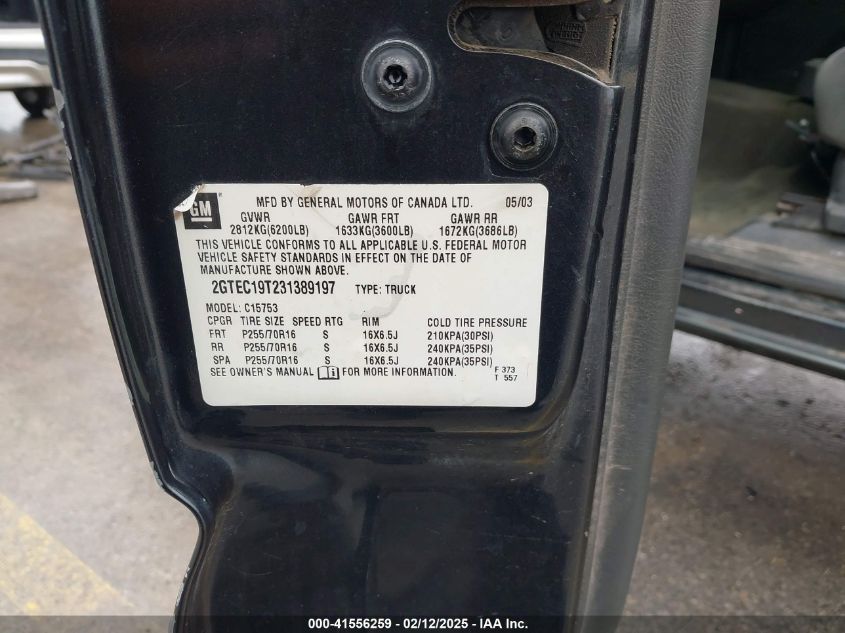 GM
MFD BY GENERAL MOTORS OF CANADA LTD. 05/03
GVWR GAWR FRT GAWR RR
2812KG(6200LB) 1633KG(3600LB) 1672KG(3686LB)
THIS VEHICLE CONFORMS TO ALL APPLICABLE U.S. FEDERAL MOTOR
VEHICLE SAFETY STANDARDS IN EFFECT ON THE DATE OF
MANUFACTURE SHOWN ABOVE.
2GTEC19T231389197 TYPE: TRUCK
MODEL: C15753
CPGR TIRE SIZE SPEED RTG RIM COLD TIRE PRESSURE
FRT P255/70R16 S 16X6.5J 210KPA(30PSI)
RR P255/70R16 S 16X6.5J 240KPA(35PSI)
SPA P255/70R16 S 16X6.5J 240KPA(35PSI)
SEE OWNER'S MANUAL FOR MORE INFORMATION.
F 373
T 557
000-41556259 - 02/12/2025 - IAA, Inc.